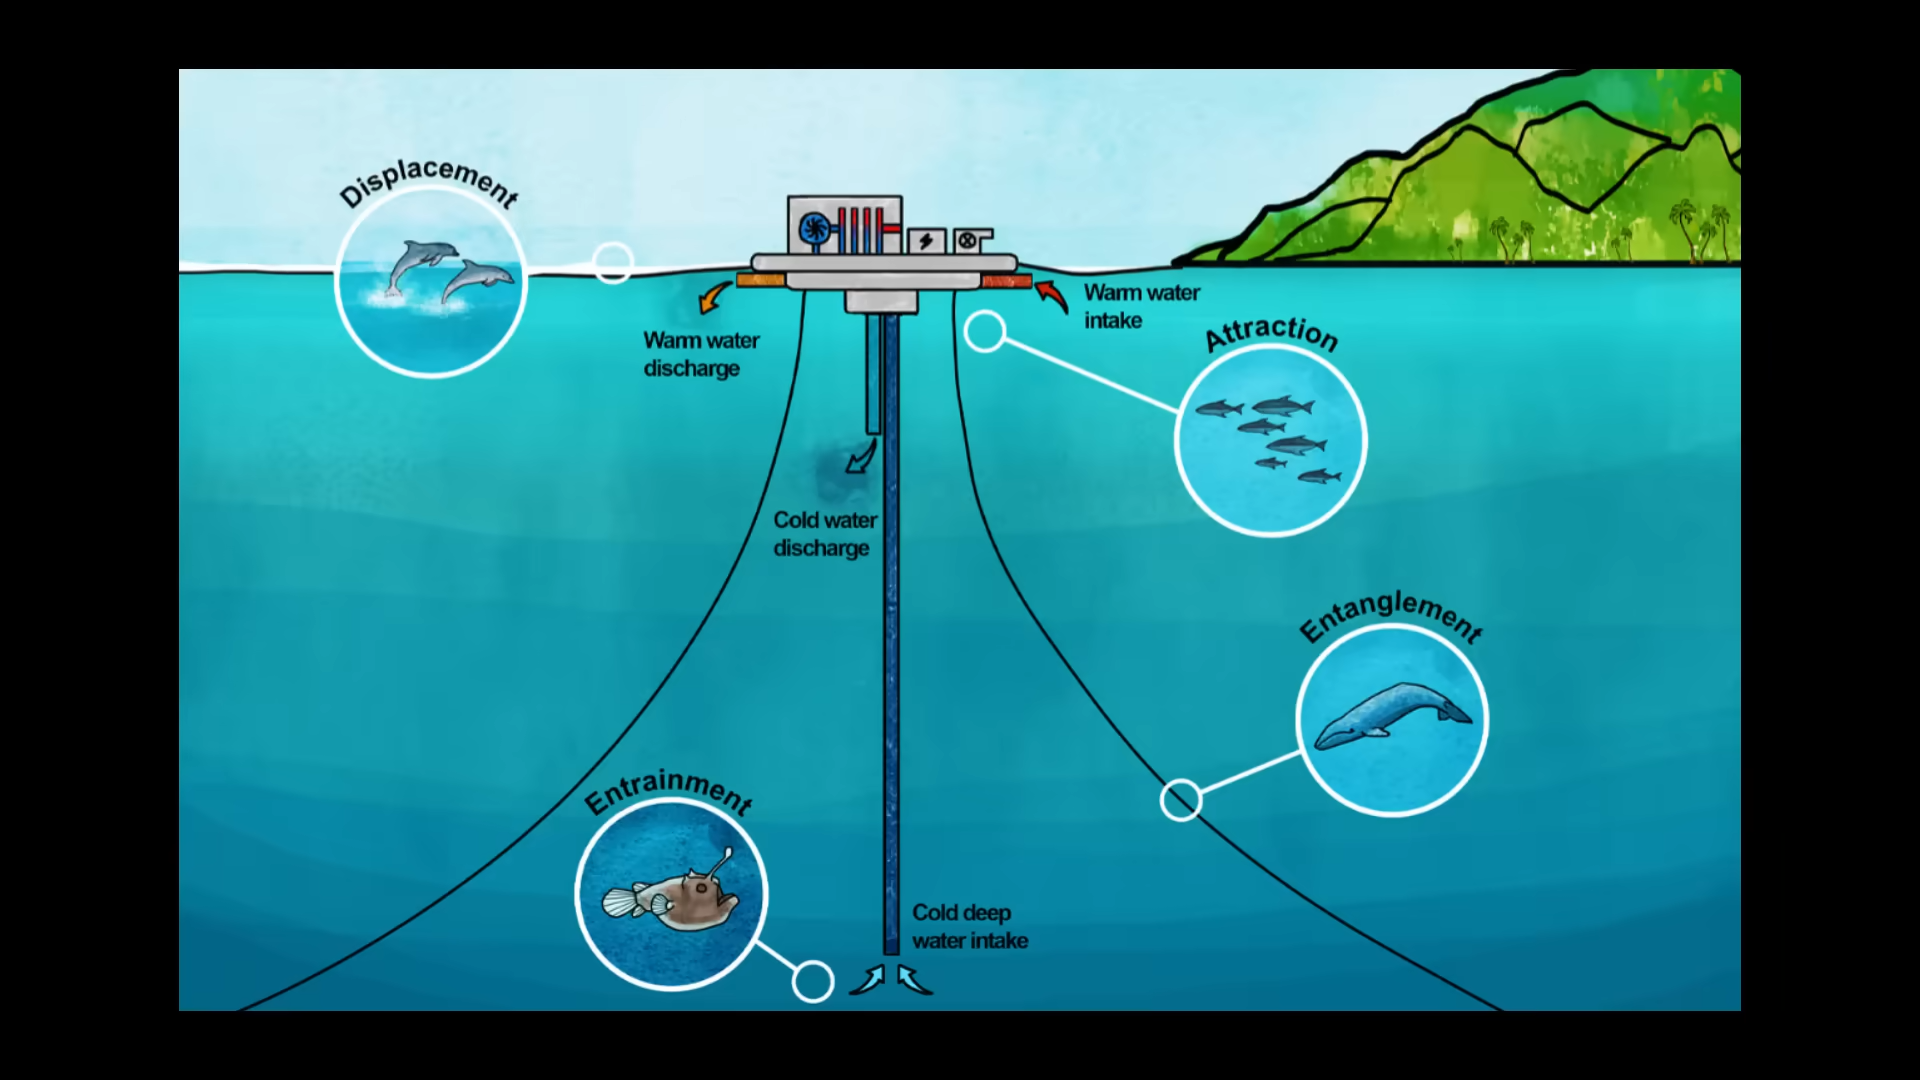 Displacement
Warm water
intake
Warm water
discharge
Attraction
Cold water
discharge
Entanglement
Entrainment
Cold deep
water intake